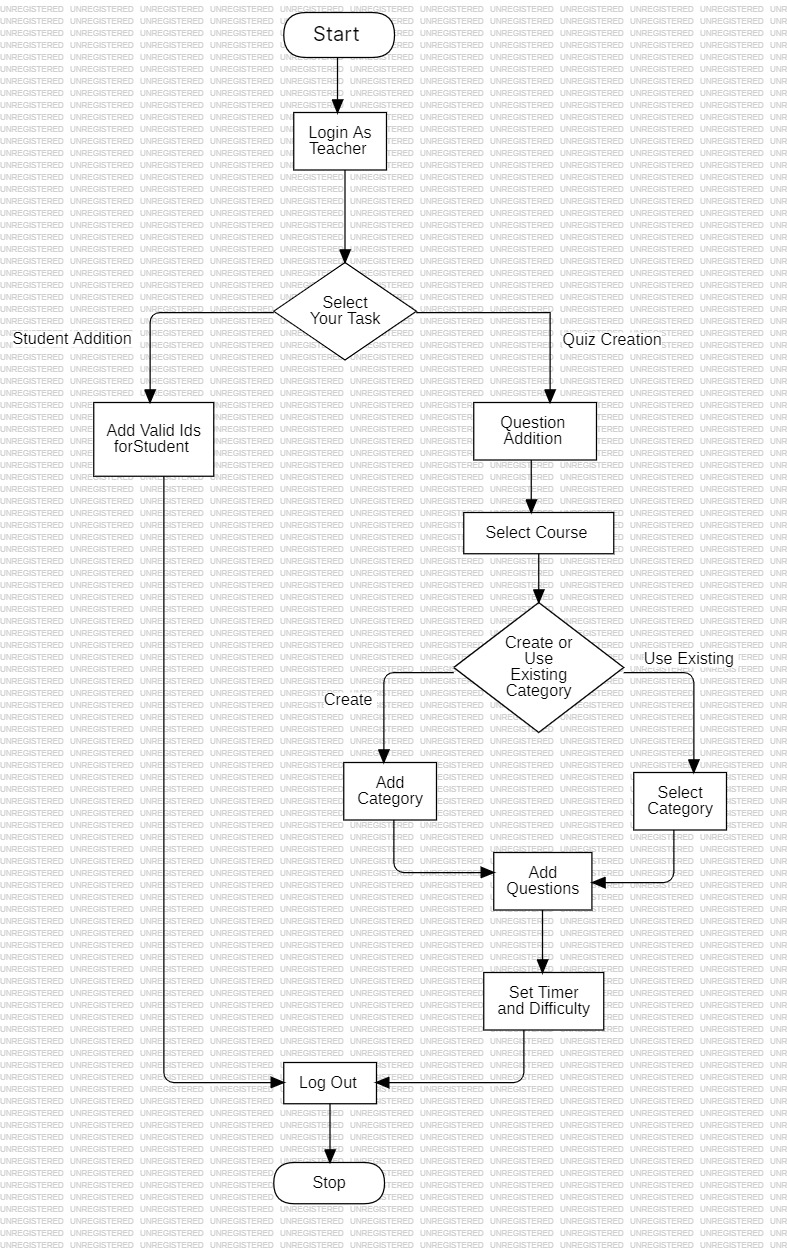 Start
Login As
Teacher
Select
Your Task
Student Addition
Quiz Creation
Add Valid Ids
forStudent
Question
Addition
Select Course
Create or
Use
Existing
Category
Use Existing
Create
Add
Category
Select
Category
Add
Questions
Set Timer
and Difficulty
Log Out
Stop
UNREGISTERED